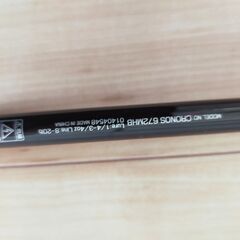 MODEL NO. CRONOS 672MHB
01404548 MADE IN CHINA
Lure:1/4-3/4oz Line:8-20lb